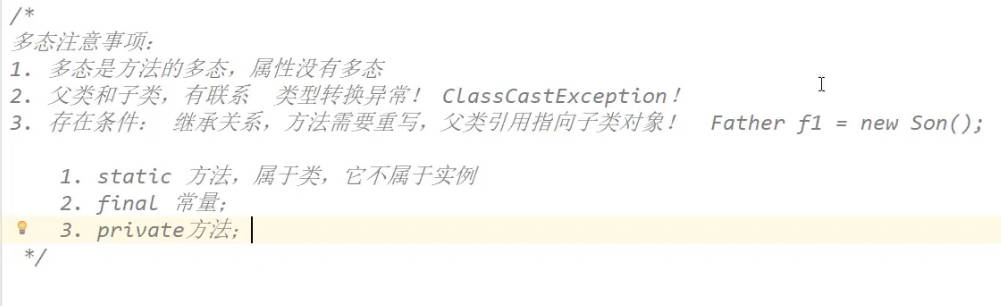 /*
多态注意事项：
1. 多态是方法的多态，属性没有多态
2. 父类和子类，有联系  类型转换异常！ ClassCastException！
3. 存在条件： 继承关系，方法需要重写，父类引用指向子类对象！  Father f1 = new Son();
1. static 方法，属于类，它不属于实例
2. final 常量；
3. private方法；
*/